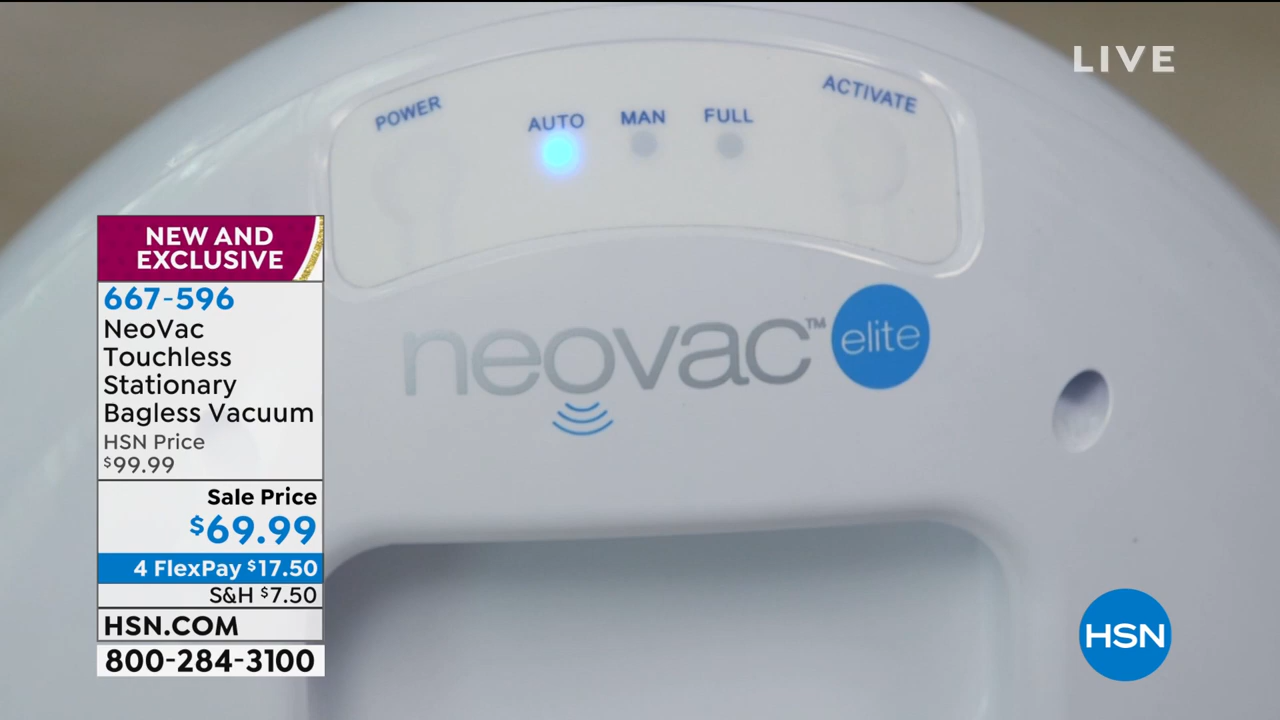 LIVE
POWER
AUTO
MAN
FULL
ACTIVATE
neovac™ elite
NEW AND
EXCLUSIVE
667-596
NeoVac
Touchless
Stationary
Bagless Vacuum
HSN Price
$99.99
Sale Price
$69.99
4 FlexPay $17.50
S&H $7.50
HSN.COM
800-284-3100
HSN